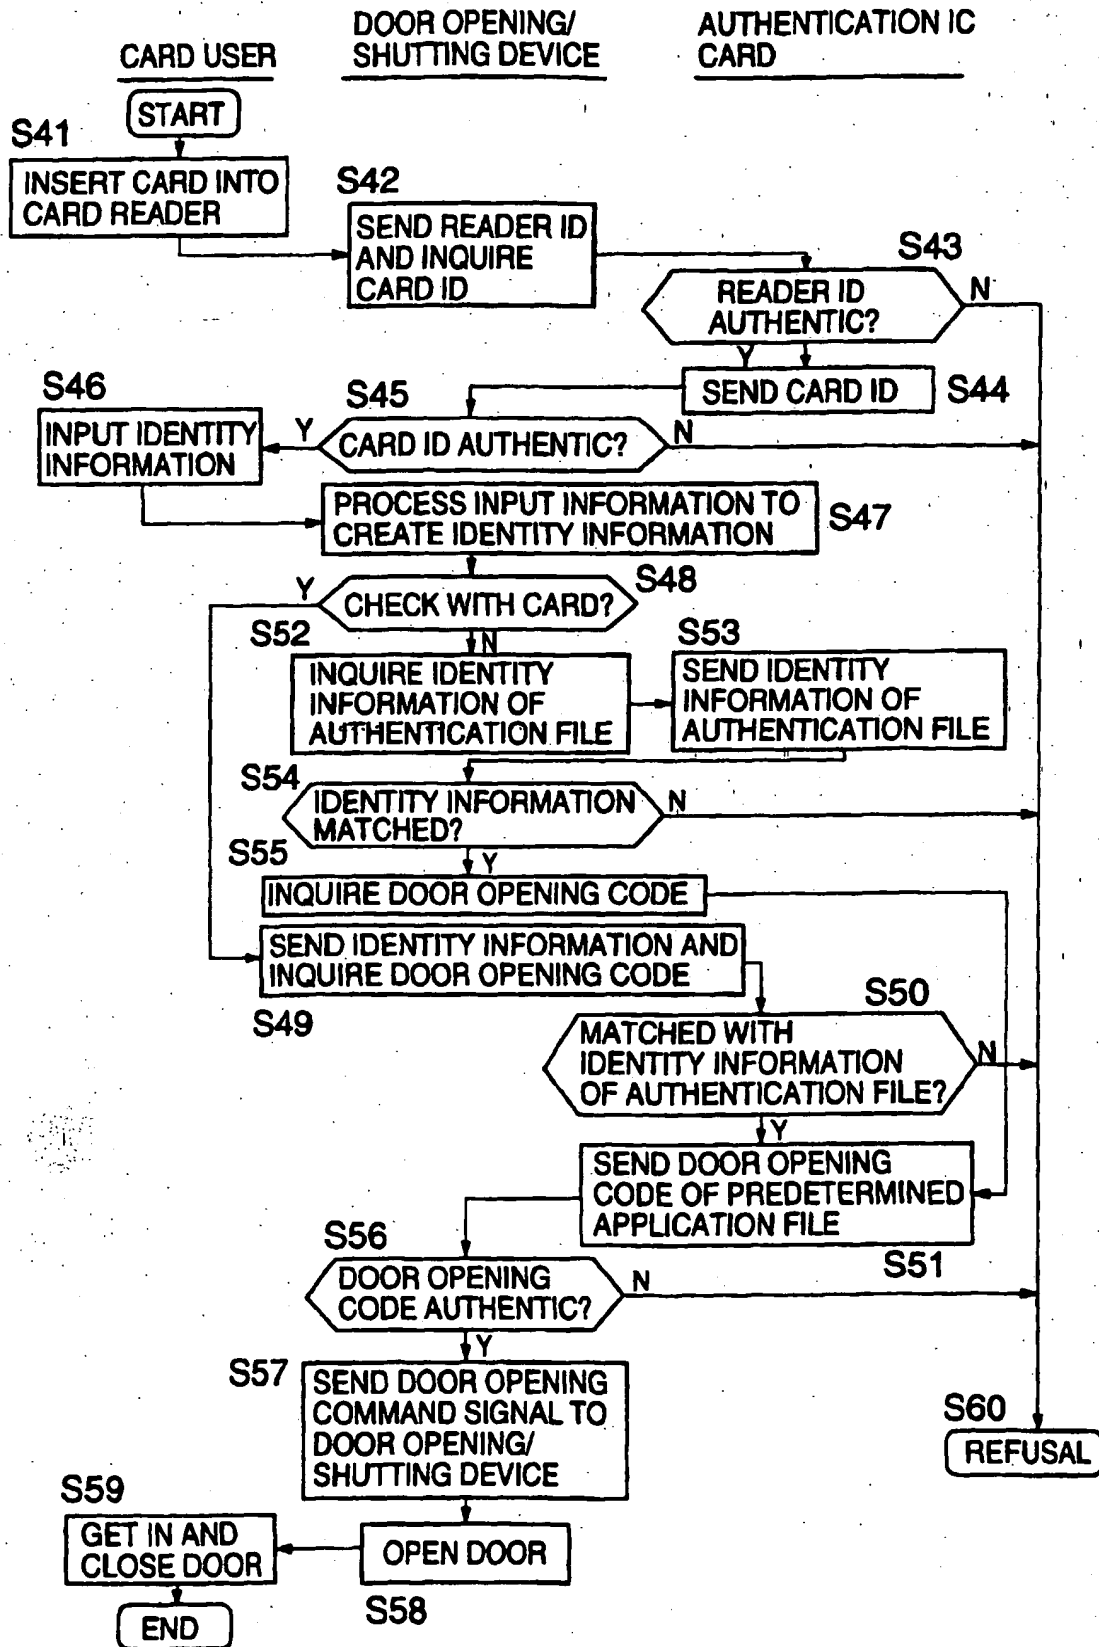 CARD USER
DOOR OPENING/
SHUTTING DEVICE
AUTHENTICATION IC
CARD
START
S41
INSERT CARD INTO
CARD READER
S42
SEND READER ID
AND INQUIRE
CARD ID
S43
READER ID
AUTHENTIC?
N
Y
SEND CARD ID
S44
S45
CARD ID AUTHENTIC?
Y
N
S46
INPUT IDENTITY
INFORMATION
PROCESS INPUT INFORMATION TO
CREATE IDENTITY INFORMATION
S47
S48
CHECK WITH CARD?
Y
N
S52
INQUIRE IDENTITY
INFORMATION OF
AUTHENTICATION FILE
S53
SEND IDENTITY
INFORMATION OF
AUTHENTICATION FILE
S54
IDENTITY INFORMATION
MATCHED?
N
Y
S55
INQUIRE DOOR OPENING CODE
SEND IDENTITY INFORMATION AND
INQUIRE DOOR OPENING CODE
S49
S50
MATCHED WITH
IDENTITY INFORMATION
OF AUTHENTICATION FILE?
N
Y
SEND DOOR OPENING
CODE OF PREDETERMINED
APPLICATION FILE
S51
S56
DOOR OPENING
CODE AUTHENTIC?
N
Y
S57
SEND DOOR OPENING
COMMAND SIGNAL TO
DOOR OPENING/
SHUTTING DEVICE
S60
REFUSAL
S59
GET IN AND
CLOSE DOOR
OPEN DOOR
S58
END